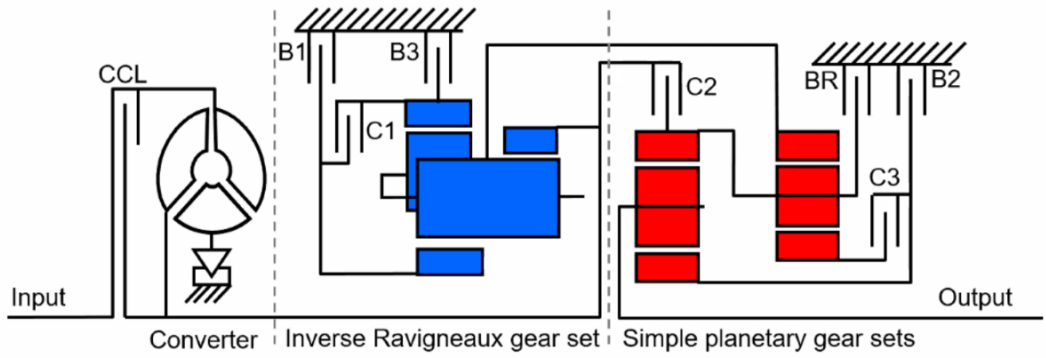 B1
B3
CCL
C1
C2
BR
B2
C3
Input
Output
Converter
Inverse Ravigneaux gear set
Simple planetary gear sets